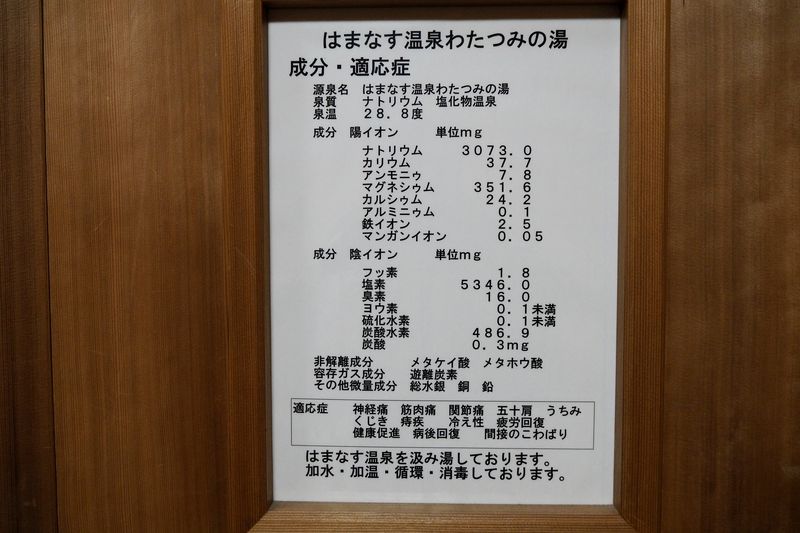 はまなす温泉わたつみの湯
成分・適応症
源泉名　はまなす温泉わたつみの湯
泉質　ナトリウム　塩化物温泉
泉温　２８．８度
成分　陽イオン　単位ｍｇ
ナトリウム　３０７３．０
カリウム　３７．７
アンモニゥ　７．８
マグネシゥム　３５１．６
カルシゥム　２４．２
アルミニゥム　０．１
鉄イオン　２．５
マンガンイオン　０．０５
成分　陰イオン　単位ｍｇ
フッ素　１．８
塩素　５３４６．０
臭素　１６．０
ヨウ素　０．１未満
硫化水素　０．１未満
炭酸水素　４８６．９
炭酸　０．３ｍｇ
非解離成分　メタケイ酸　メタホウ酸
容存ガス成分　遊離炭素
その他微量成分　総水銀　銅　鉛
適応症　神経痛　筋肉痛　関節痛　五十肩　うちみ
くじき　痔疾　冷え性　疲労回復
健康促進　病後回復　間接のこわばり
はまなす温泉を汲み湯しております。
加水・加温・循環・消毒しております。